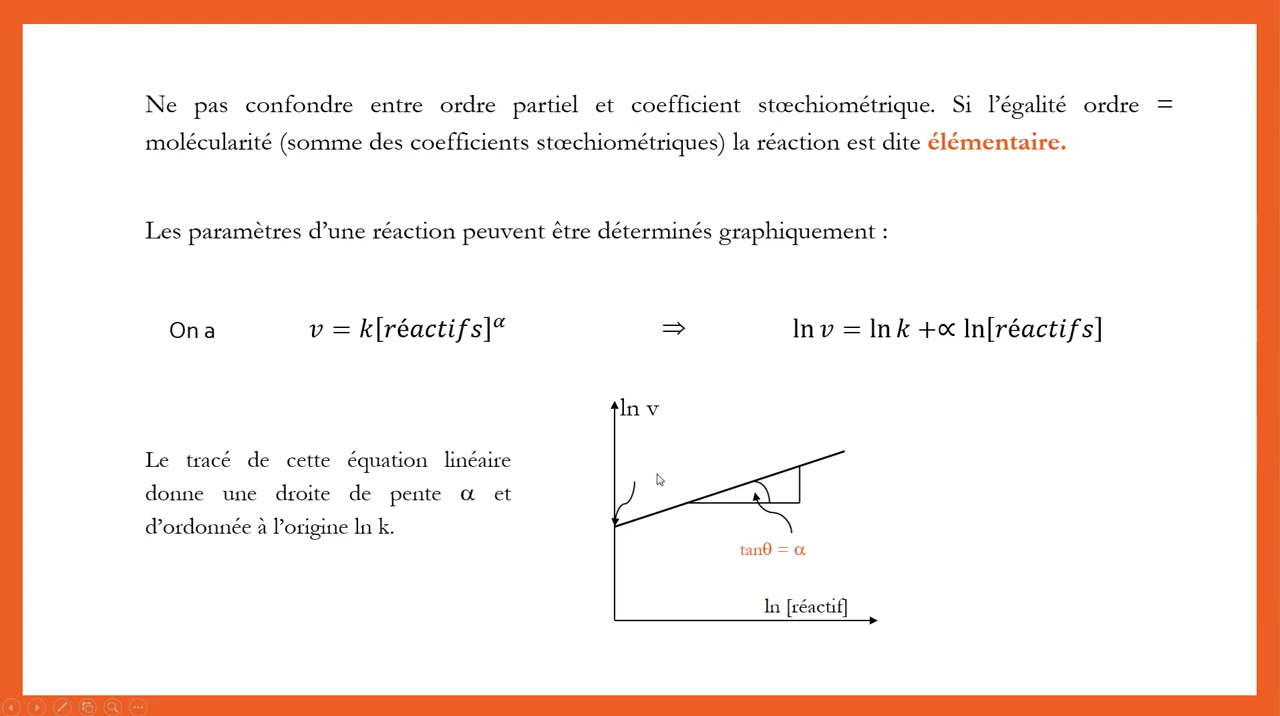 Ne pas confondre entre ordre partiel et coefficient stœchiométrique. Si l’égalité ordre =
molécularité (somme des coefficients stœchiométriques) la réaction est dite élémentaire.
Les paramètres d’une réaction peuvent être déterminés graphiquement :
On a v = k[réactifs]^α ⇒ ln v = ln k +∝ ln[réactifs]
ln v
Le tracé de cette équation linéaire
donne une droite de pente α et
d’ordonnée à l’origine ln k.
tanθ = α
ln [réactif]